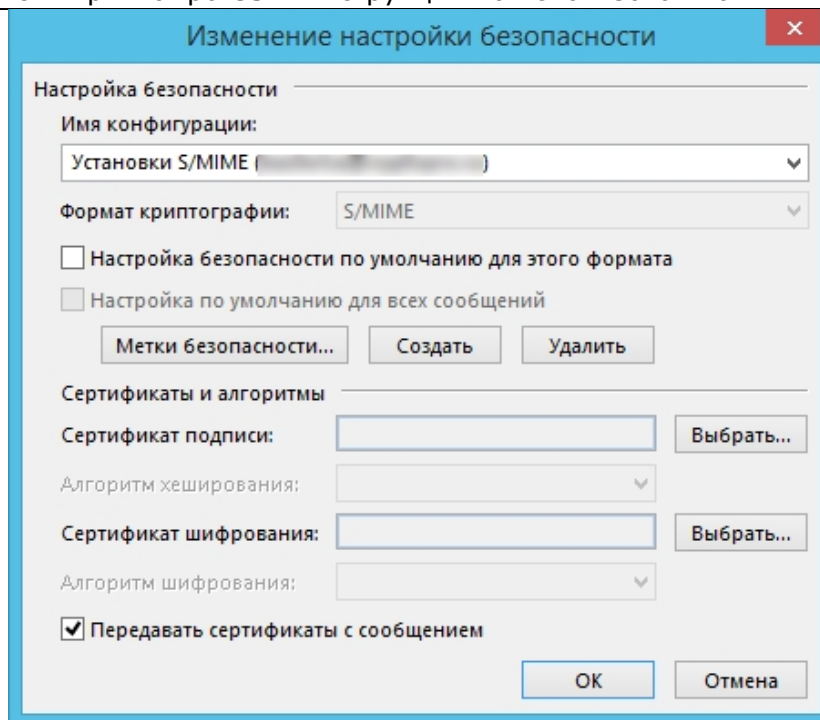 Изменение настройки безопасности
Настройка безопасности
Имя конфигурации:
Установки S/MIME ( )
Формат криптографии: S/MIME
Настройка безопасности по умолчанию для этого формата
Настройка по умолчанию для всех сообщений
Метки безопасности... Создать Удалить
Сертификаты и алгоритмы
Сертификат подписи: Выбрать...
Алгоритм хеширования:
Сертификат шифрования: Выбрать...
Алгоритм шифрования:
Передавать сертификаты с сообщением
ОК Отмена